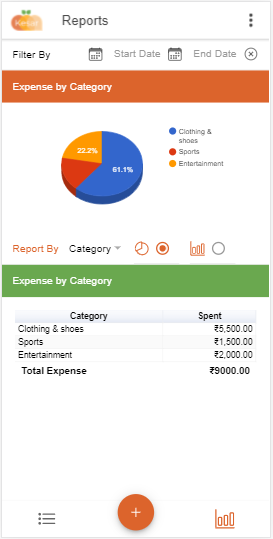 Reports
Filter By Start Date End Date
Expense by Category
22.2%
61.1%
Clothing & shoes
Sports
Entertainment
Report By Category
Expense by Category
Category Spent
Clothing & shoes ₹5,500.00
Sports ₹1,500.00
Entertainment ₹2,000.00
Total Expense ₹9000.00